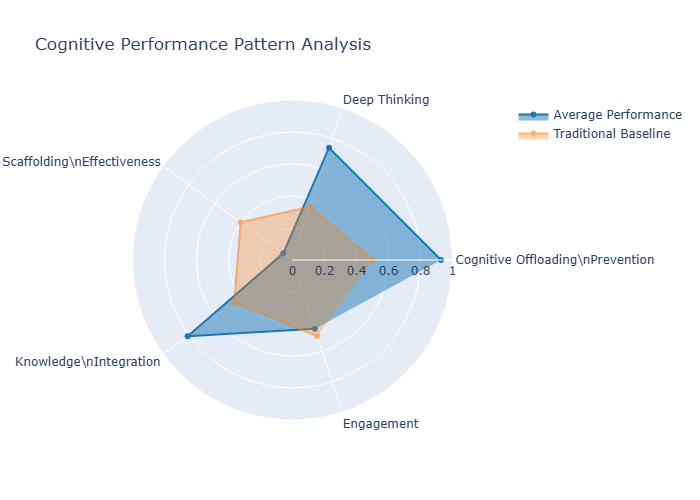 Cognitive Performance Pattern Analysis
Deep Thinking
Average Performance
Traditional Baseline
Scaffolding\nEffectiveness
Cognitive Offloading\nPrevention
0 0.2 0.4 0.6 0.8 1
Knowledge\nIntegration
Engagement